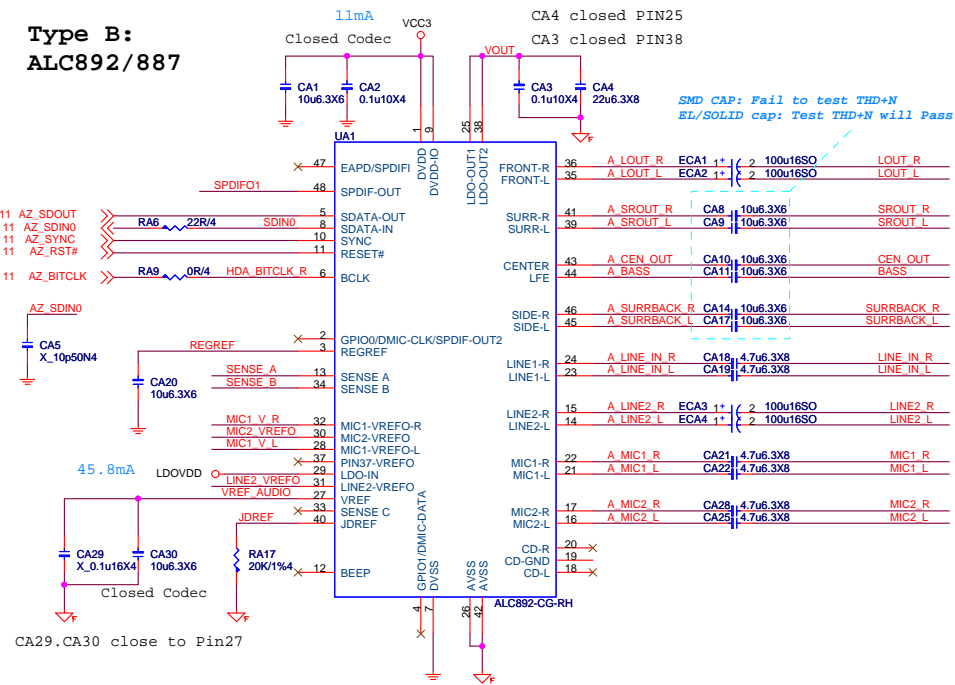 Type B:
ALC892/887
11mA
Closed Codec
VCC3
CA4 closed PIN25
CA3 closed PIN38
VOUT
CA1
10u6.3X6
CA2
0.1u10X4
CA3
0.1u10X4
CA4
22u6.3X8
SMD CAP: Fail to test THD+N
EL/SOLID cap: Test THD+N will Pass
F
UA1
1
9
25
38
DVDD
DVDD-IO
LDO-OUT1
LDO-OUT2
47 EAPD/SPDIFI
SPDIFO1 48 SPDIF-OUT
11 AZ_SDOUT 5 SDATA-OUT
11 AZ_SDIN0 RA6 22R/4 SDIN0 8 SDATA-IN
11 AZ_SYNC 10 SYNC
11 AZ_RST# 11 RESET#
11 AZ_BITCLK RA9 0R/4 HDA_BITCLK_R 6 BCLK
AZ_SDIN0
CA5
X_10p50N4
2 GPIO0/DMIC-CLK/SPDIF-OUT2
REGREF 3 REGREF
CA20
10u6.3X6
SENSE_A 13 SENSE A
SENSE_B 34 SENSE B
MIC1_V_R 32 MIC1-VREFO-R
MIC2_VREFO 30 MIC2-VREFO
MIC1_V_L 28 MIC1-VREFO-L
37 PIN37-VREFO
45.8mA
LDOVDD 29 LDO-IN
LINE2_VREFO 31 LINE2-VREFO
VREF_AUDIO 27 VREF
33 SENSE C
JDREF 40 JDREF
CA29
X_0.1u16X4
CA30
10u6.3X6
RA17
20K/1%4
12 BEEP
Closed Codec
F
F
CA29.CA30 close to Pin27
FRONT-R 36 A_LOUT_R ECA1 1 + 2 100u16SO LOUT_R
FRONT-L 35 A_LOUT_L ECA2 1 + 2 100u16SO LOUT_L
SURR-R 41 A_SROUT_R CA8 10u6.3X6 SROUT_R
SURR-L 39 A_SROUT_L CA9 10u6.3X6 SROUT_L
CENTER 43 A_CEN_OUT CA10 10u6.3X6 CEN_OUT
LFE 44 A_BASS CA11 10u6.3X6 BASS
SIDE-R 46 A_SURRBACK_R CA14 10u6.3X6 SURRBACK_R
SIDE-L 45 A_SURRBACK_L CA17 10u6.3X6 SURRBACK_L
LINE1-R 24 A_LINE_IN_R CA18 4.7u6.3X8 LINE_IN_R
LINE1-L 23 A_LINE_IN_L CA19 4.7u6.3X8 LINE_IN_L
LINE2-R 15 A_LINE2_R ECA3 1 + 2 100u16SO LINE2_R
LINE2-L 14 A_LINE2_L ECA4 1 + 2 100u16SO LINE2_L
MIC1-R 22 A_MIC1_R CA21 4.7u6.3X8 MIC1_R
MIC1-L 21 A_MIC1_L CA22 4.7u6.3X8 MIC1_L
MIC2-R 17 A_MIC2_R CA28 4.7u6.3X8 MIC2_R
MIC2-L 16 A_MIC2_L CA25 4.7u6.3X8 MIC2_L
CD-R 20
CD-GND 19
CD-L 18
GPIO1/DMIC-DATA
DVSS
AVSS
AVSS
4
7
26
42
ALC892-CG-RH
F